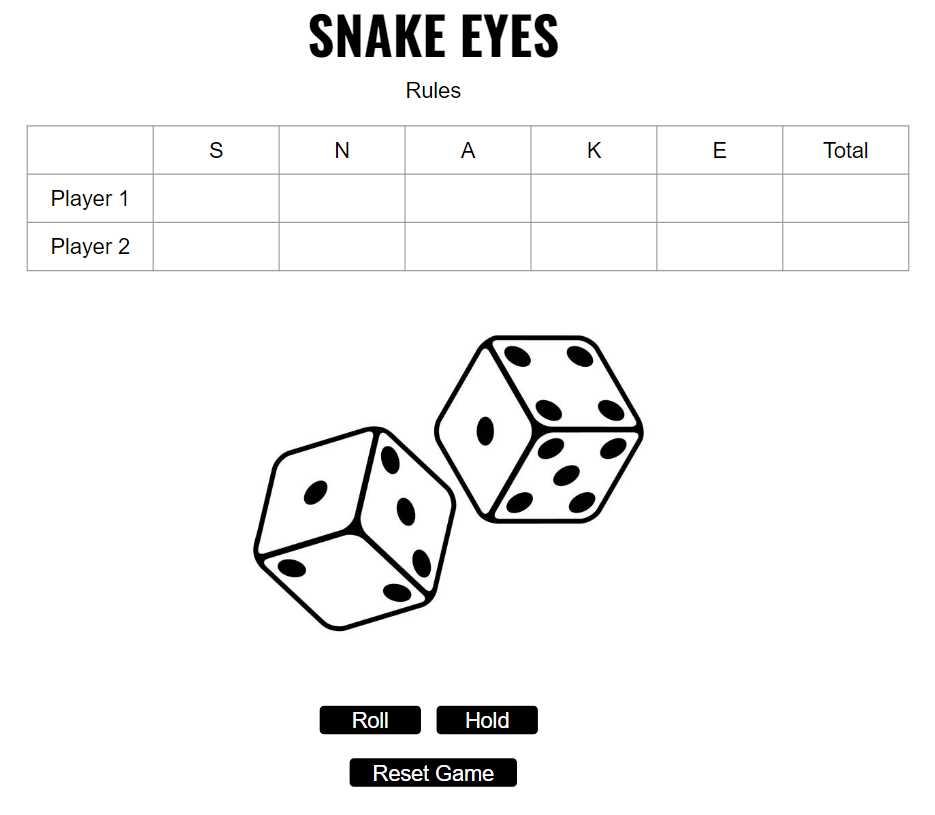 SNAKE EYES
Rules
S N A K E Total
Player 1
Player 2
Roll Hold
Reset Game